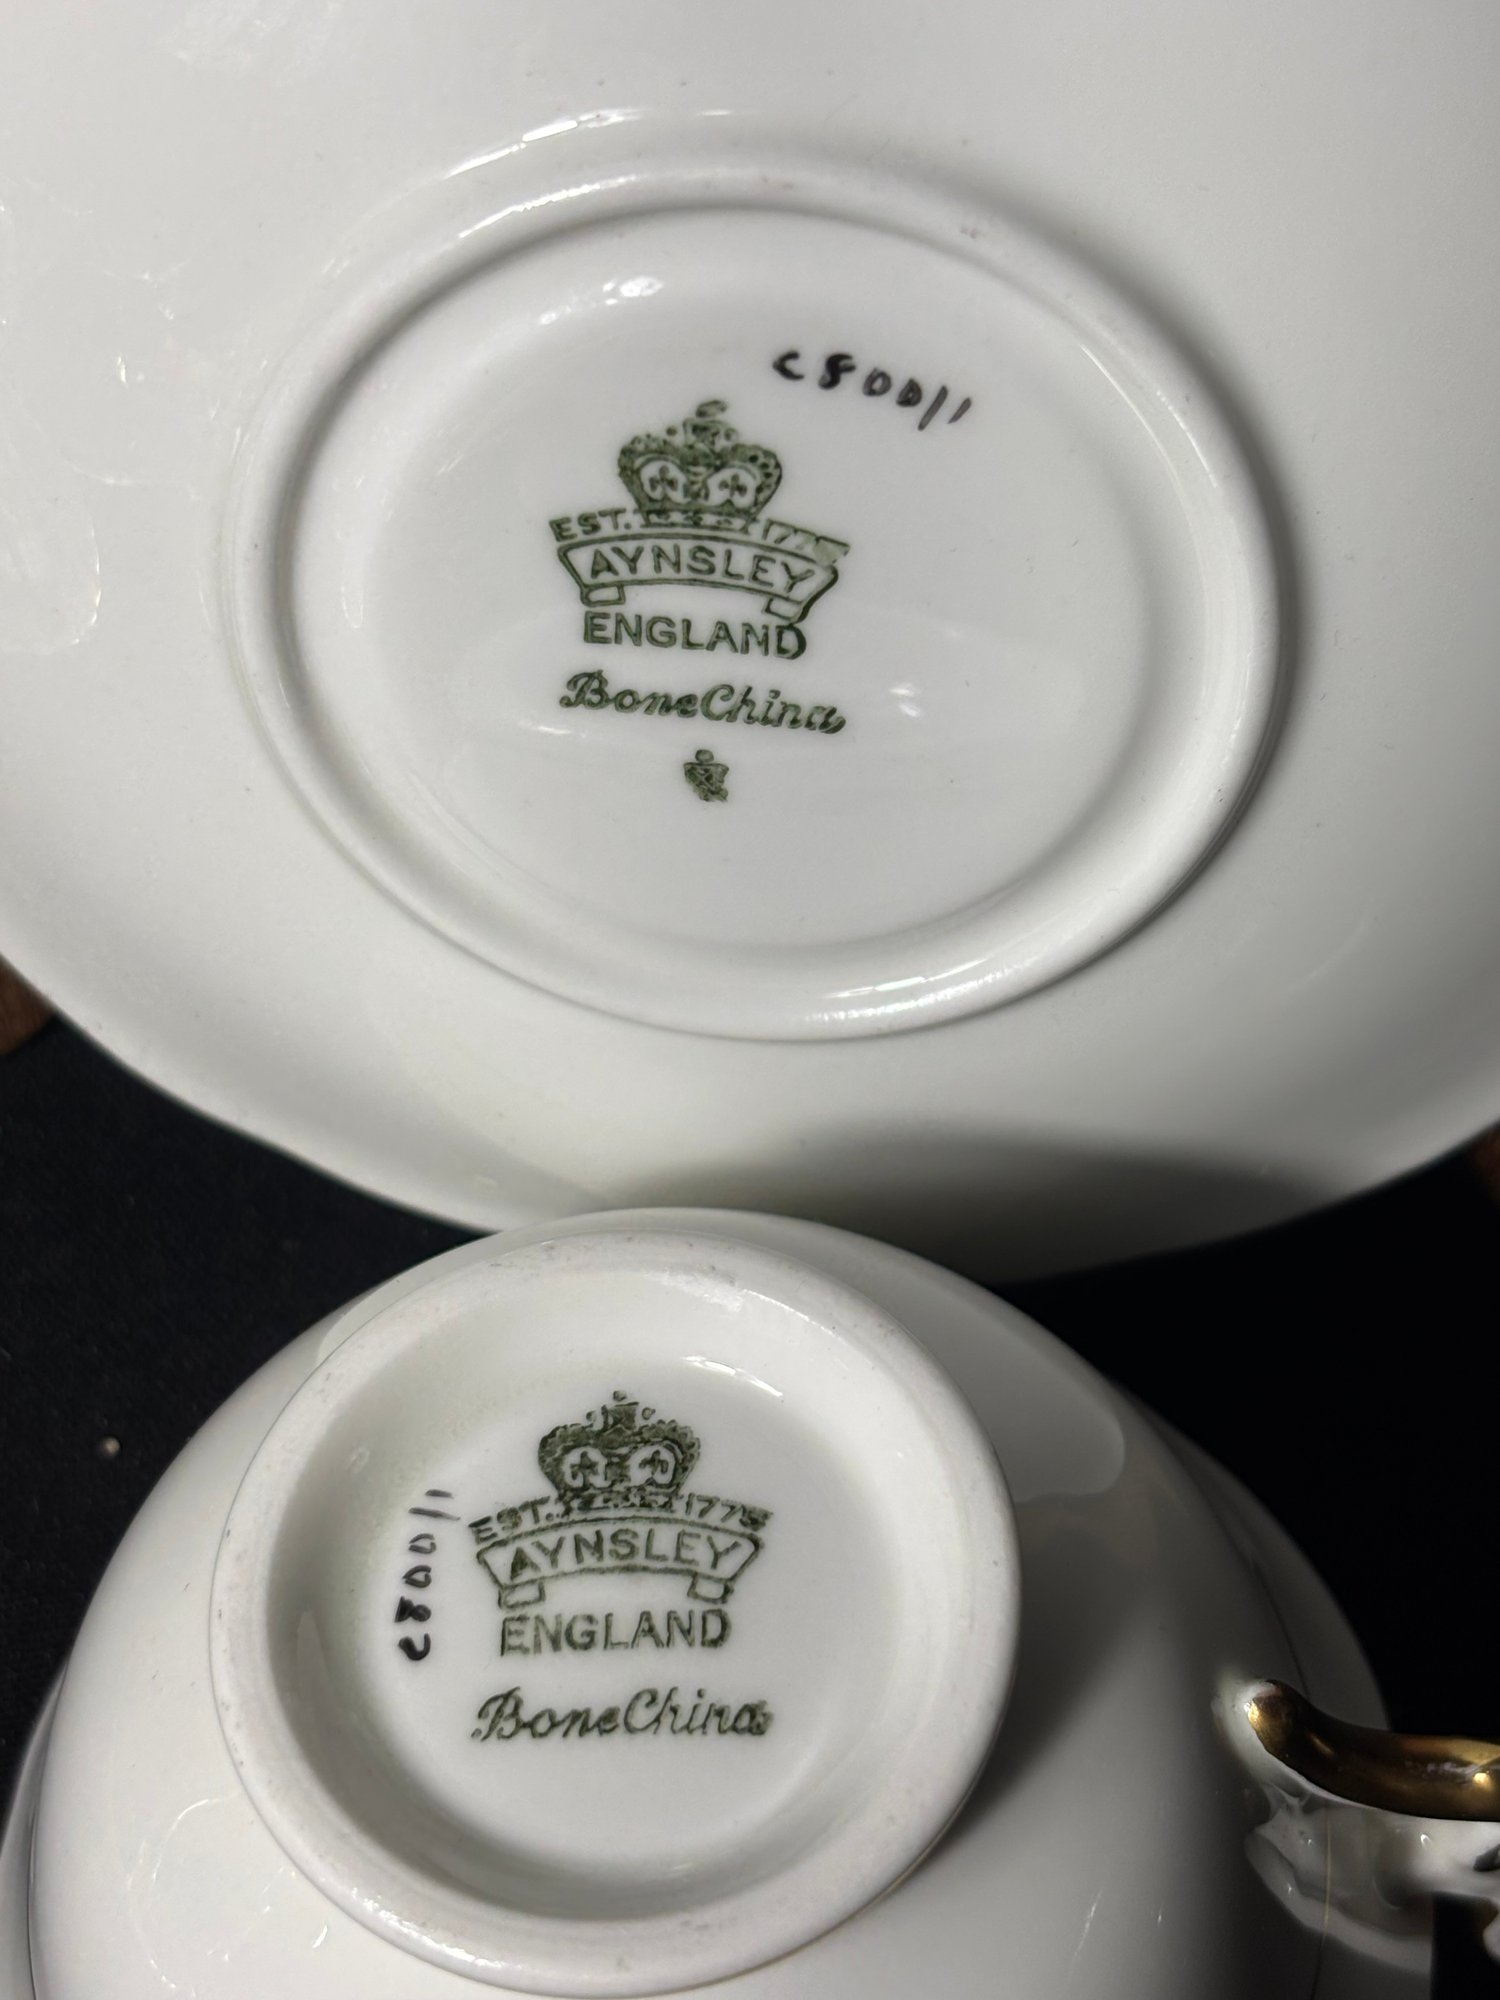 C800/1
EST. 1775
AYNSLEY
ENGLAND
Bone China
C800/1
EST. 1775
AYNSLEY
ENGLAND
Bone China